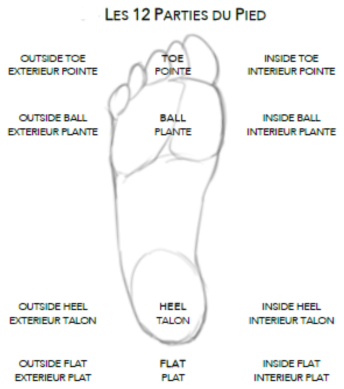 LES 12 PARTIES DU PIED
OUTSIDE TOE TOE INSIDE TOE
EXTERIEUR POINTE POINTE INTERIEUR POINTE
OUTSIDE BALL BALL INSIDE BALL
EXTERIEUR PLANTE PLANTE INTERIEUR PLANTE
OUTSIDE HEEL HEEL INSIDE HEEL
EXTERIEUR TALON TALON INTERIEUR TALON
OUTSIDE FLAT FLAT INSIDE FLAT
EXTERIEUR PLAT PLAT INTERIEUR PLAT